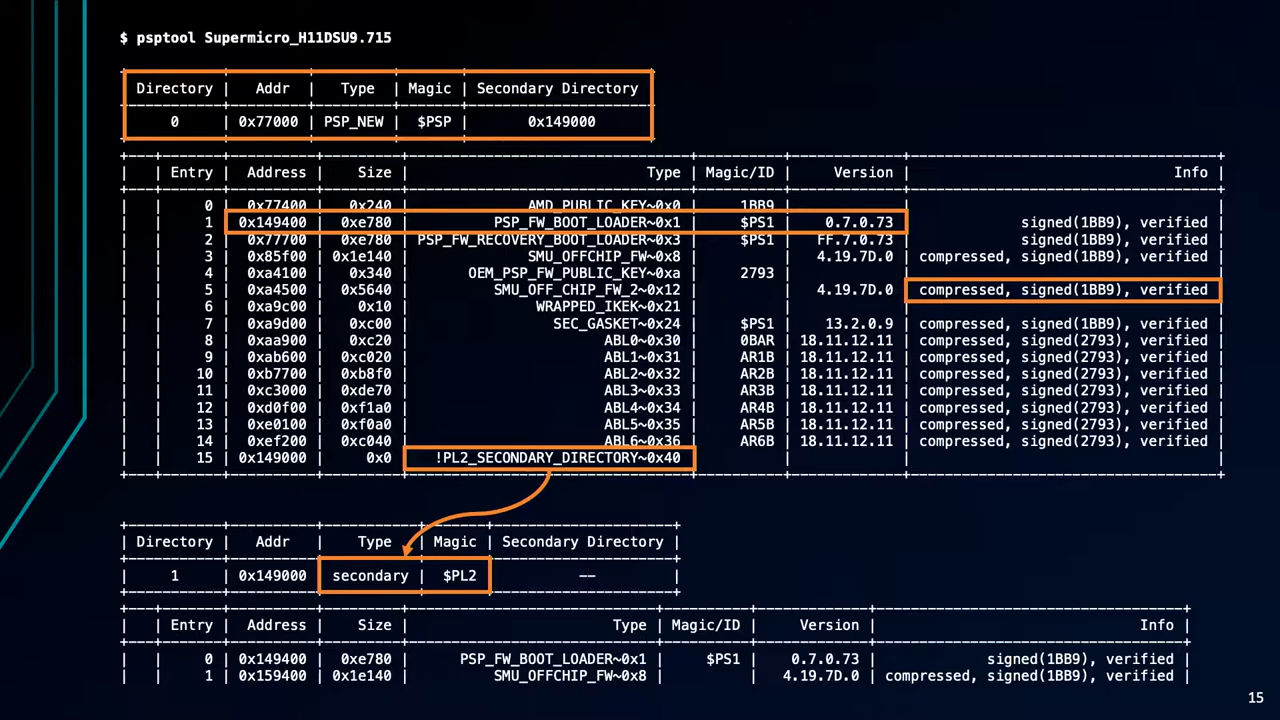 $ psptool Supermicro_H11DSU9.715
Directory | Addr | Type | Magic | Secondary Directory
0 | 0x77000 | PSP_NEW | $PSP | 0x149000
| | Entry | Address | Size | Type | Magic/ID | Version | Info |
| | 0 | 0x77400 | 0x240 | AMD_PUBLIC_KEY~0x0 | 1BB9 | | |
| | 1 | 0x149400 | 0xe780 | PSP_FW_BOOT_LOADER~0x1 | $PS1 | 0.7.0.73 | signed(1BB9), verified |
| | 2 | 0x77700 | 0xe780 | PSP_FW_RECOVERY_BOOT_LOADER~0x3 | $PS1 | FF.7.0.73 | signed(1BB9), verified |
| | 3 | 0x85f00 | 0x1e140 | SMU_OFFCHIP_FW~0x8 | | 4.19.7D.0 | compressed, signed(1BB9), verified |
| | 4 | 0xa4100 | 0x340 | OEM_PSP_FW_PUBLIC_KEY~0xa | 2793 | | |
| | 5 | 0xa4500 | 0x5640 | SMU_OFF_CHIP_FW_2~0x12 | | 4.19.7D.0 | compressed, signed(1BB9), verified |
| | 6 | 0xa9c00 | 0x10 | WRAPPED_IKEK~0x21 | | | |
| | 7 | 0xa9d00 | 0xc00 | SEC_GASKET~0x24 | $PS1 | 13.2.0.9 | compressed, signed(1BB9), verified |
| | 8 | 0xaa900 | 0xc20 | ABL0~0x30 | 0BAR | 18.11.12.11 | compressed, signed(2793), verified |
| | 9 | 0xab600 | 0xc020 | ABL1~0x31 | AR1B | 18.11.12.11 | compressed, signed(2793), verified |
| | 10 | 0xb7700 | 0xb8f0 | ABL2~0x32 | AR2B | 18.11.12.11 | compressed, signed(2793), verified |
| | 11 | 0xc3000 | 0xde70 | ABL3~0x33 | AR3B | 18.11.12.11 | compressed, signed(2793), verified |
| | 12 | 0xd0f00 | 0xf1a0 | ABL4~0x34 | AR4B | 18.11.12.11 | compressed, signed(2793), verified |
| | 13 | 0xe0100 | 0xf0a0 | ABL5~0x35 | AR5B | 18.11.12.11 | compressed, signed(2793), verified |
| | 14 | 0xef200 | 0xc040 | ABL6~0x36 | AR6B | 18.11.12.11 | compressed, signed(2793), verified |
| | 15 | 0x149000 | 0x0 | !PL2_SECONDARY_DIRECTORY~0x40 | | | |
| Directory | Addr | Type | Magic | Secondary Directory |
| 1 | 0x149000 | secondary | $PL2 | —— |
| | Entry | Address | Size | Type | Magic/ID | Version | Info |
| | 0 | 0x149400 | 0xe780 | PSP_FW_BOOT_LOADER~0x1 | $PS1 | 0.7.0.73 | signed(1BB9), verified |
| | 1 | 0x159400 | 0x1e140 | SMU_OFFCHIP_FW~0x8 | | 4.19.7D.0 | compressed, signed(1BB9), verified |
15